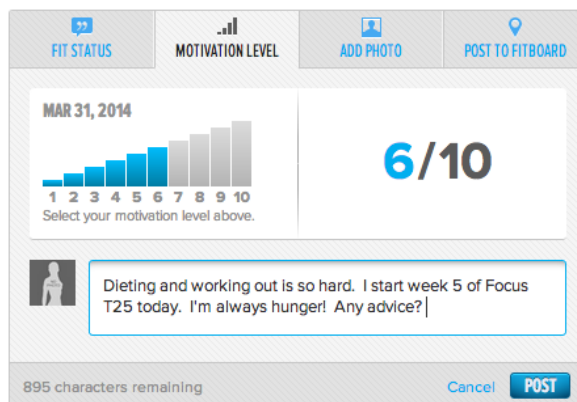 FIT STATUS
MOTIVATION LEVEL
ADD PHOTO
POST TO FITBOARD
MAR 31, 2014
1 2 3 4 5 6 7 8 9 10
Select your motivation level above.
6/10
Dieting and working out is so hard.  I start week 5 of Focus
T25 today.  I'm always hunger!  Any advice?
895 characters remaining
Cancel
POST